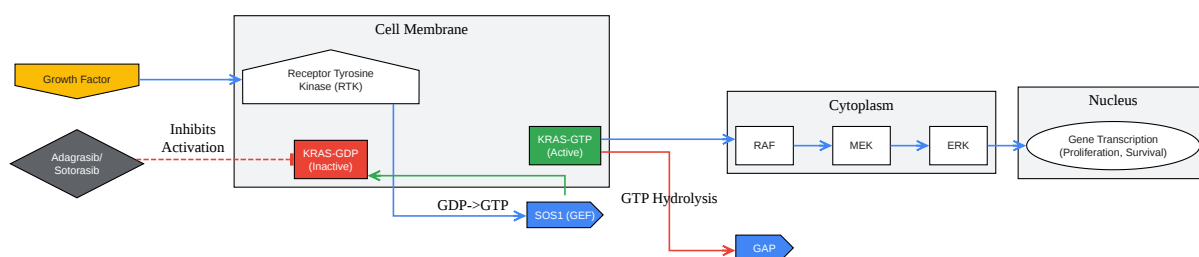 Cell Membrane
Growth Factor
Receptor Tyrosine
Kinase (RTK)
Adagrasib/
Sotorasib
Inhibits
Activation
KRAS-GDP
(Inactive)
KRAS-GTP
(Active)
GDP->GTP
SOS1 (GEF)
GTP Hydrolysis
GAP
Cytoplasm
RAF
MEK
ERK
Nucleus
Gene Transcription
(Proliferation, Survival)